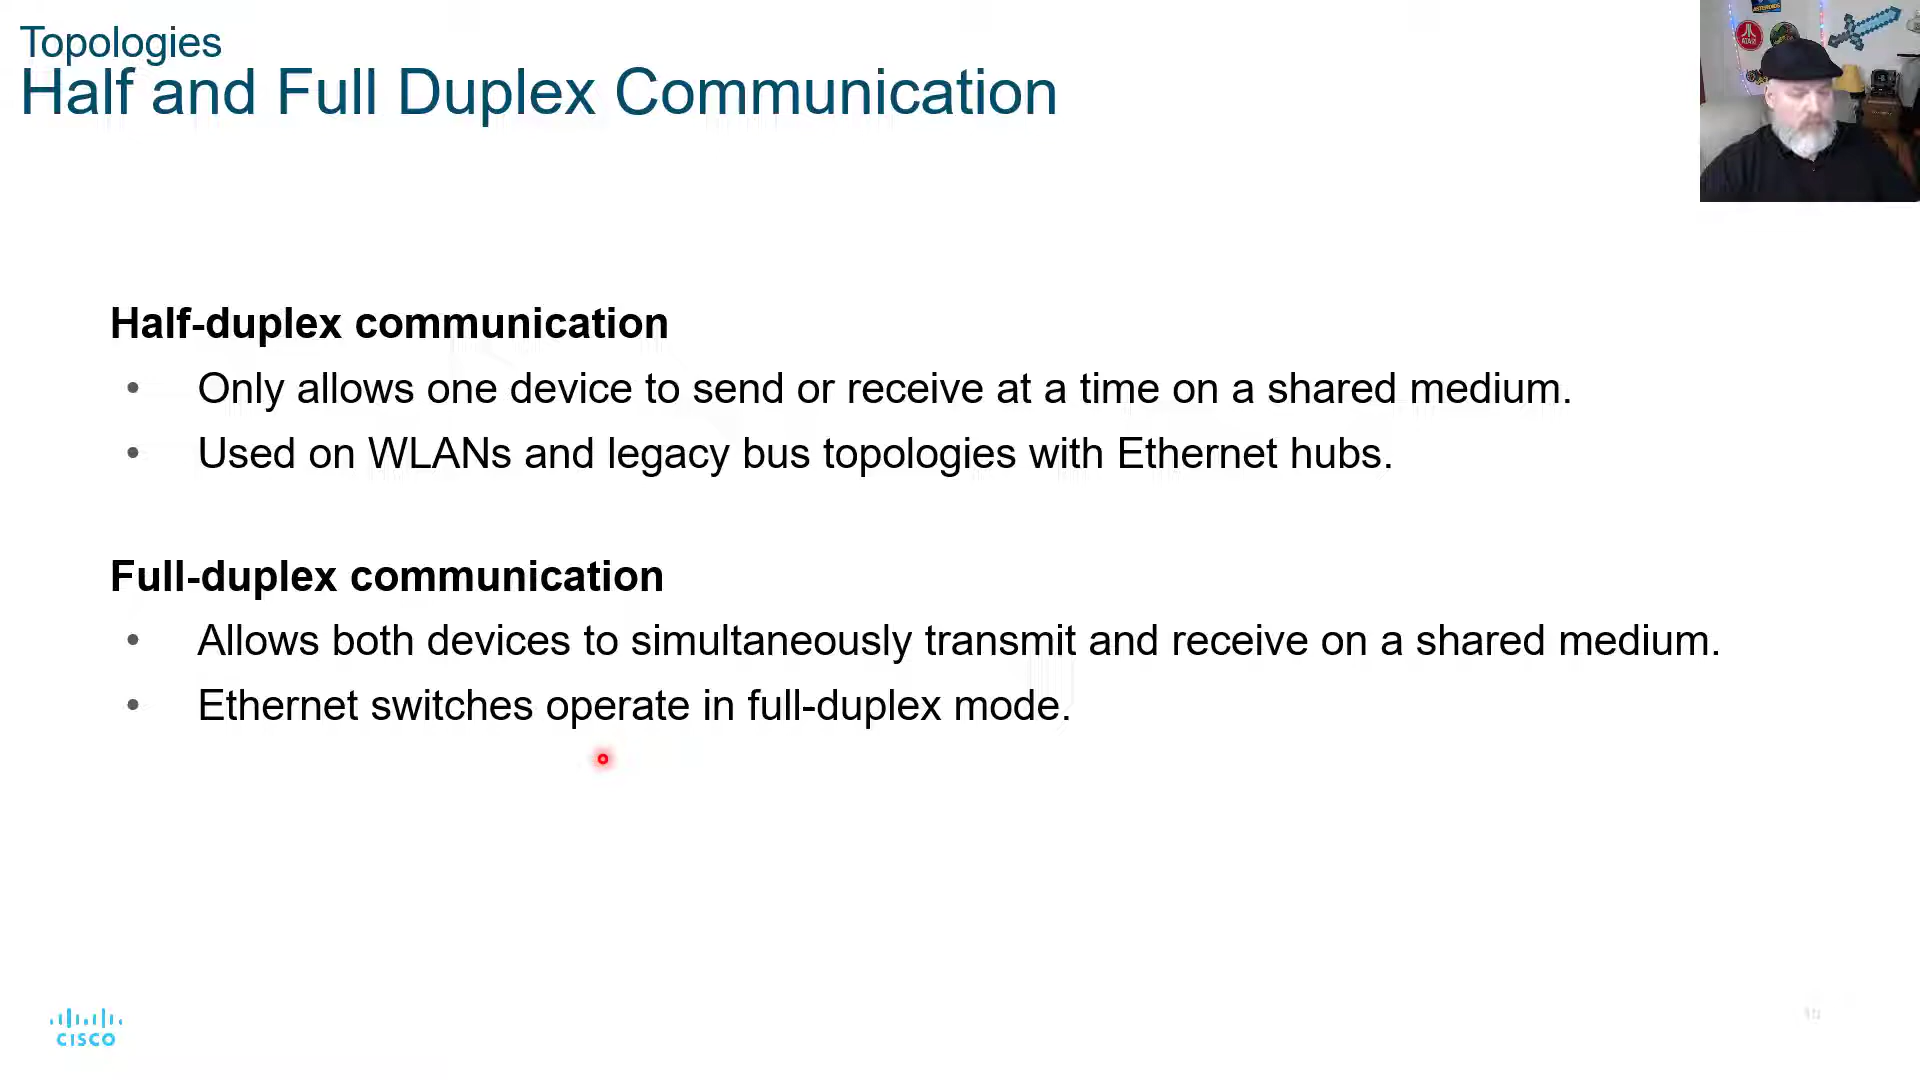 Topologies
Half and Full Duplex Communication
ATARI
Half-duplex communication
• Only allows one device to send or receive at a time on a shared medium.
• Used on WLANs and legacy bus topologies with Ethernet hubs.
Full-duplex communication
• Allows both devices to simultaneously transmit and receive on a shared medium.
• Ethernet switches operate in full-duplex mode.
CISCO